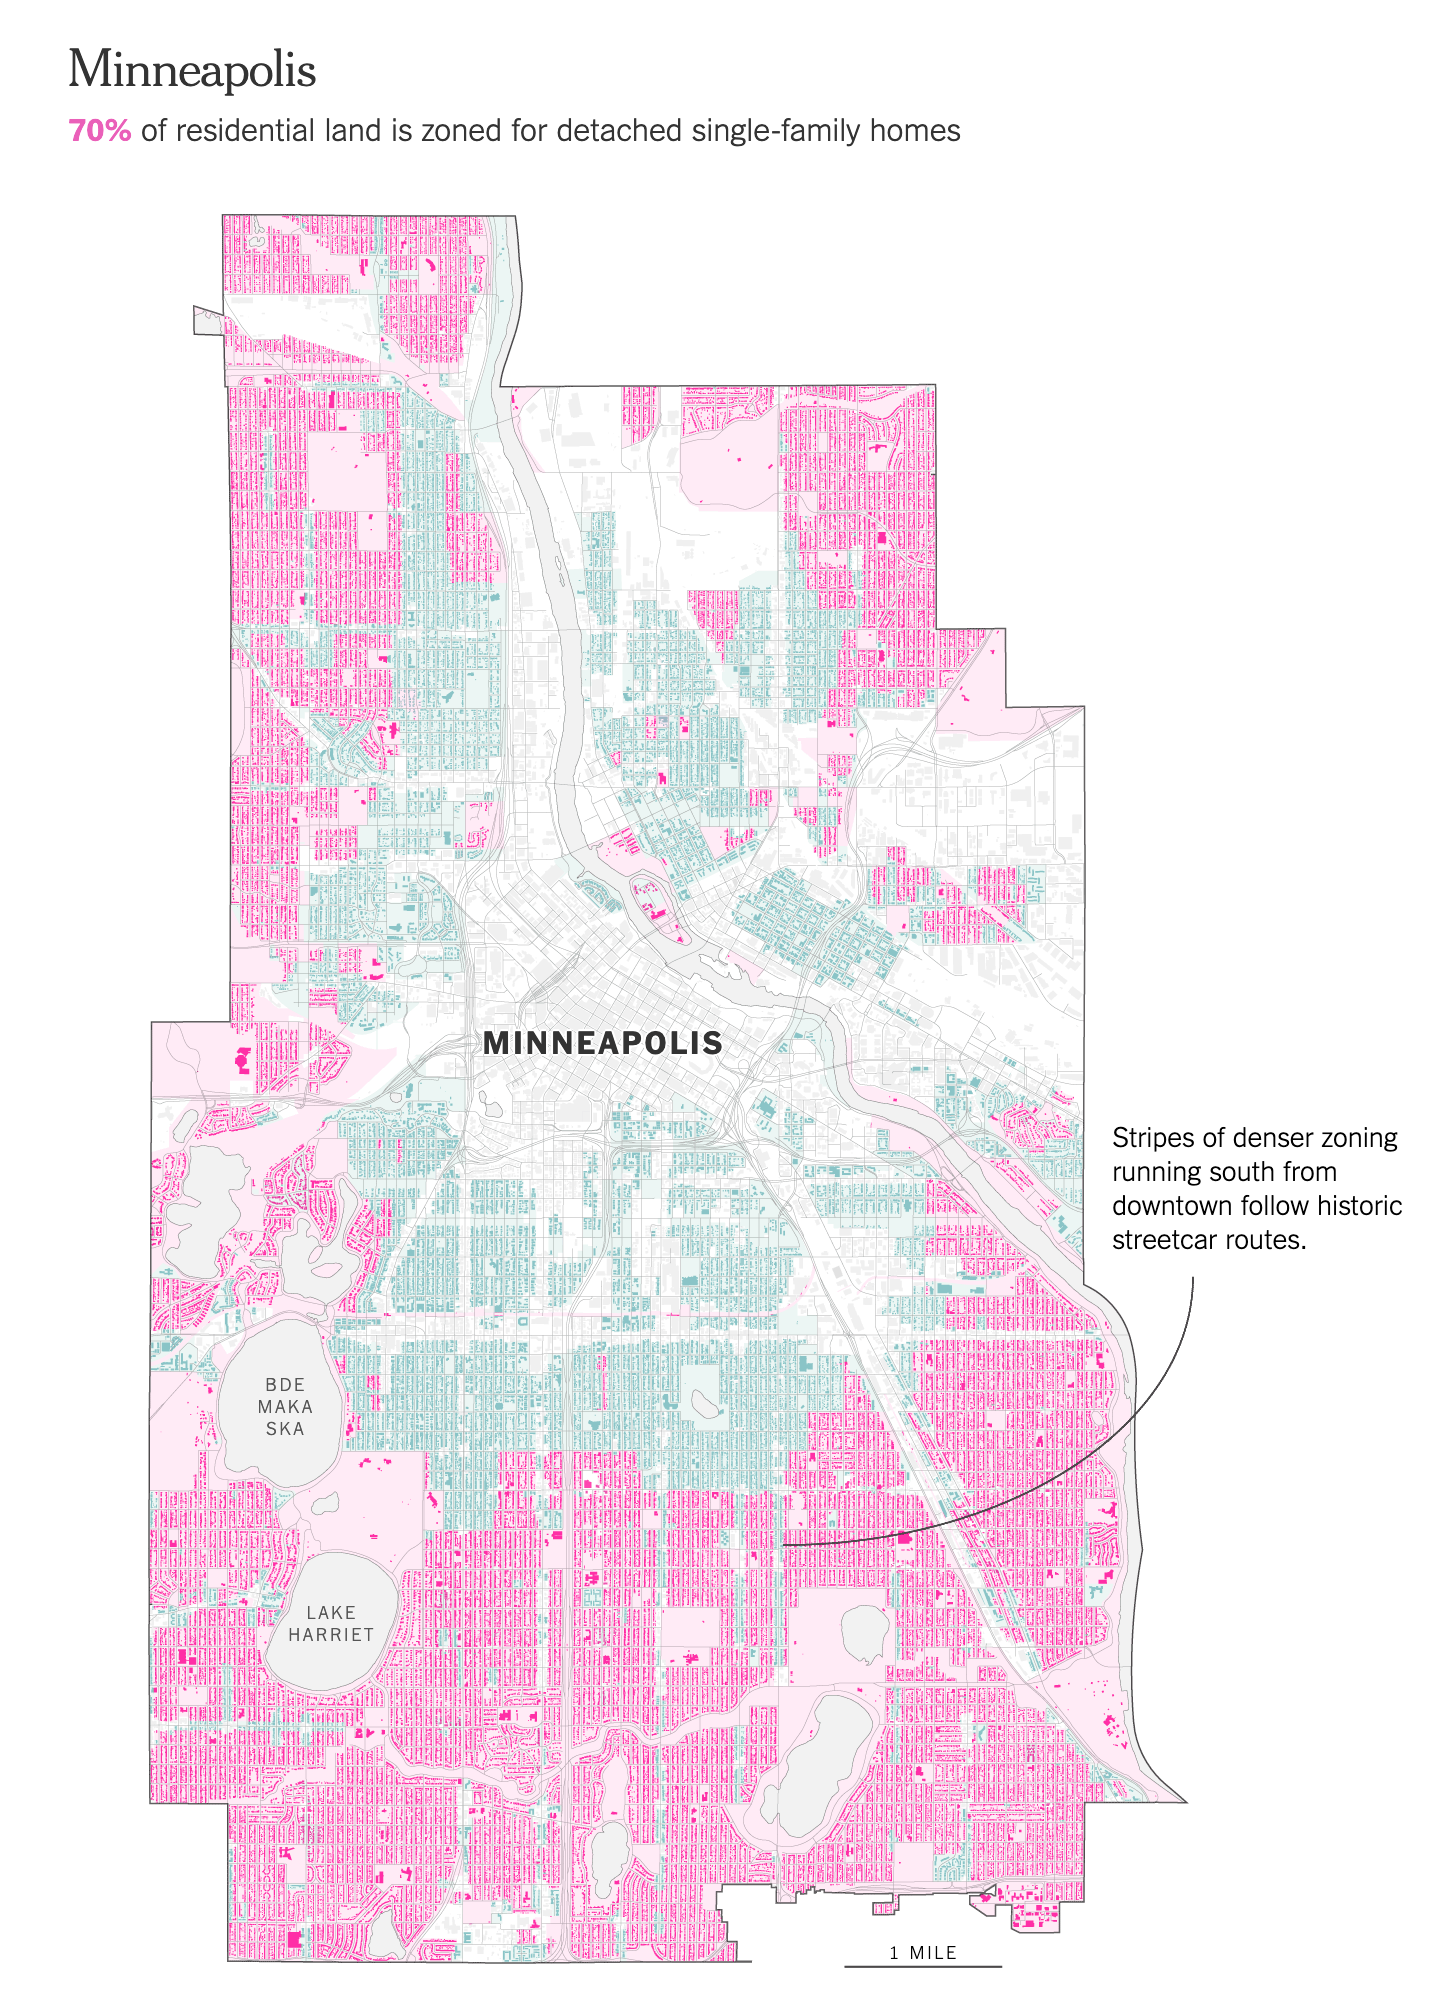 Minneapolis
70% of residential land is zoned for detached single-family homes
MINNEAPOLIS
Stripes of denser zoning
running south from
downtown follow historic
streetcar routes.
BDE
MAKA
SKA
LAKE
HARRIET
1 MILE